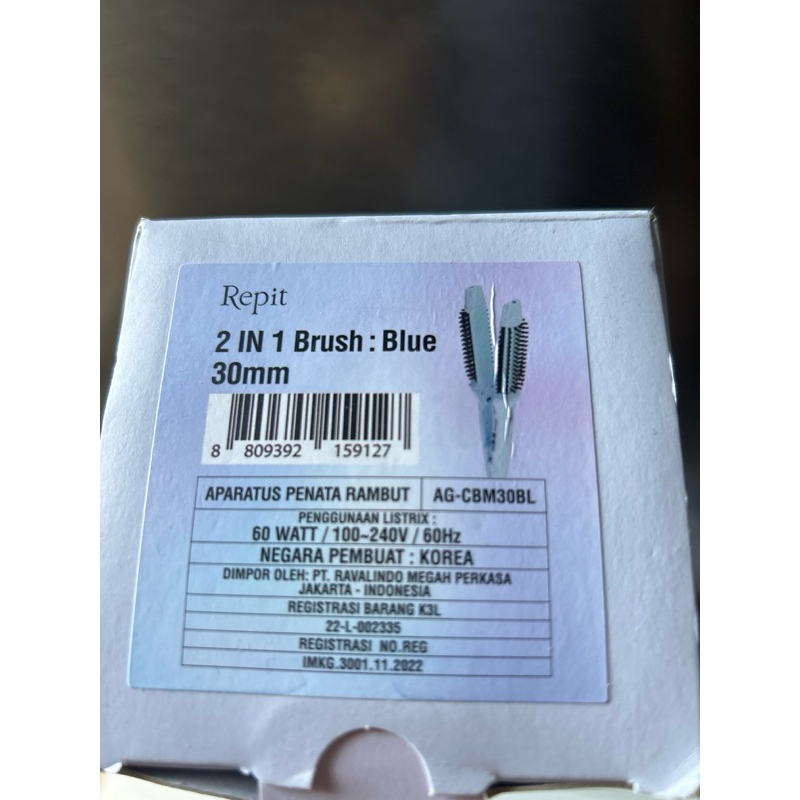 Repit
2 IN 1 Brush : Blue
30mm
8 809392 159127
APARATUS PENATA RAMBUT AG-CBM30BL
PENGGUNAAN LISTRIX :
60 WATT / 100~240V / 60Hz
NEGARA PEMBUAT : KOREA
DIMPOR OLEH: PT. RAVALINDO MEGAH PERKASA
JAKARTA - INDONESIA
REGISTRASI BARANG K3L
22-L-002335
REGISTRASI NO.REG
IMKG.3001.11.2022